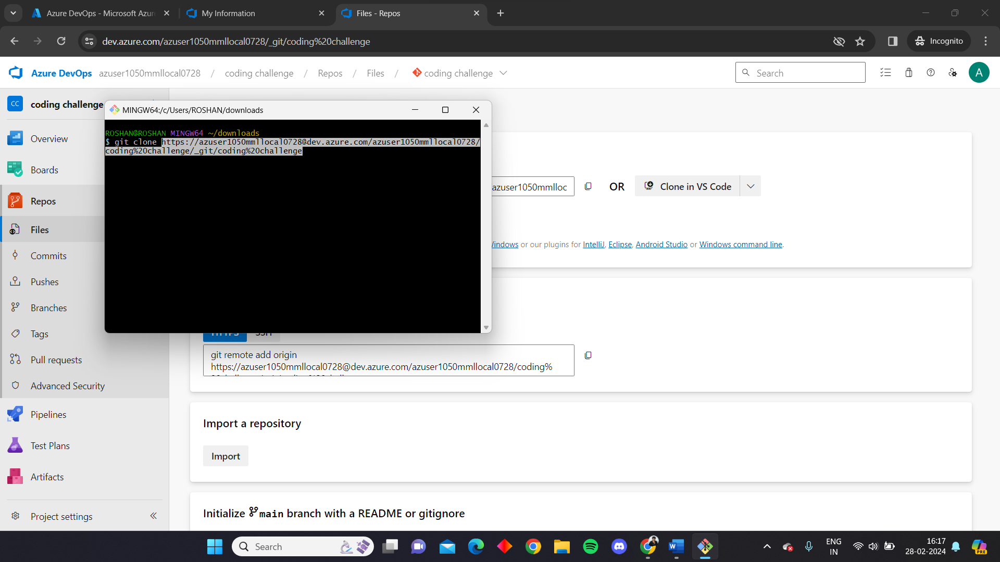 Azure DevOps - Microsoft Azur
My Information
Files - Repos
dev.azure.com/azuser1050mmllocal0728/_git/coding%20challenge
Incognito
Azure DevOps azuser1050mmllocal0728 / coding challenge / Repos / Files / coding challenge
Search
A
CC coding challenge
Overview
Boards
Repos
Files
Commits
Pushes
Branches
Tags
Pull requests
Advanced Security
Pipelines
Test Plans
Artifacts
Project settings
MINGW64:/c/Users/ROSHAN/downloads
ROSHAN@ROSHAN MINGW64 ~/downloads
$ git clone https://azuser1050mmllocal0728@dev.azure.com/azuser1050mmllocal0728/
coding%20challenge/_git/coding%20challenge
azuser1050mmlloc
OR
Clone in VS Code
Windows or our plugins for IntelliJ, Eclipse, Android Studio or Windows command line.
HTTPS SSH
git remote add origin
https://azuser1050mmllocal0728@dev.azure.com/azuser1050mmllocal0728/coding%
Import a repository
Import
Initialize main branch with a README or gitignore
Search
ENG
IN
16:17
28-02-2024
PRE